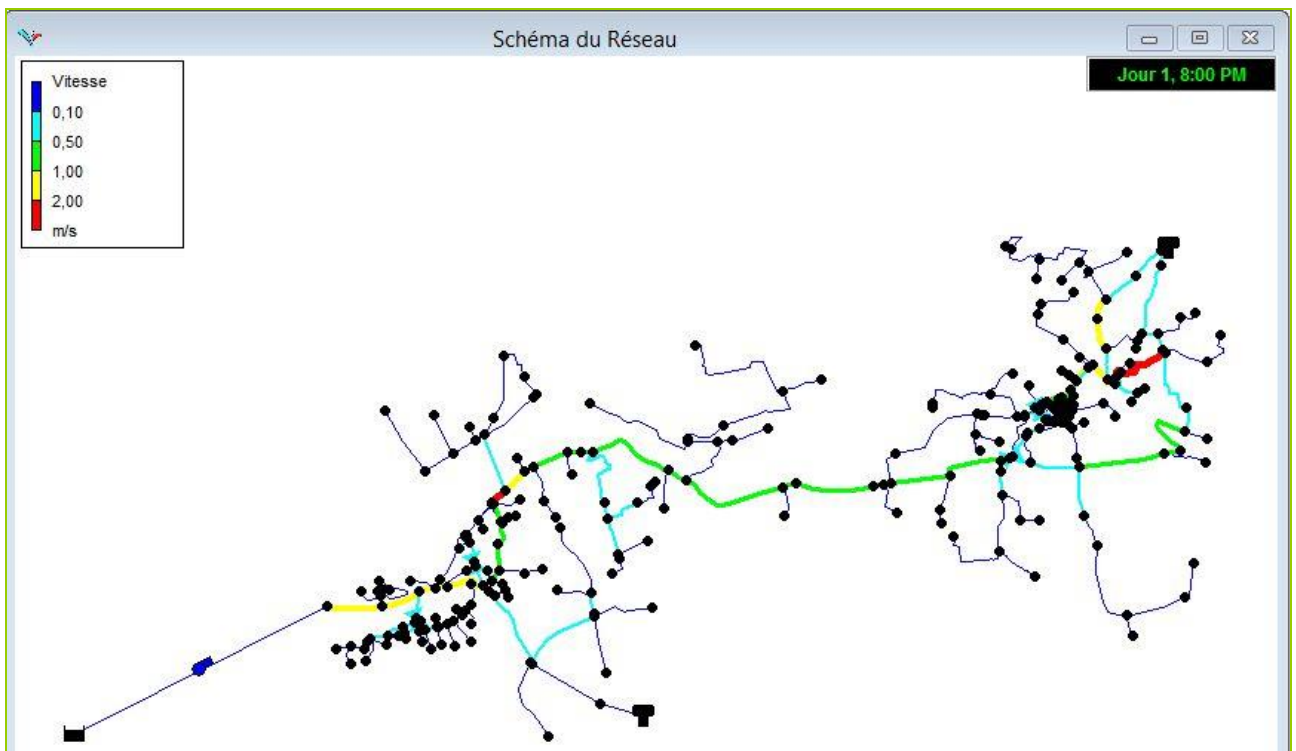 Schéma du Réseau
Jour 1, 8:00 PM
Vitesse
0,10
0,50
1,00
2,00
m/s